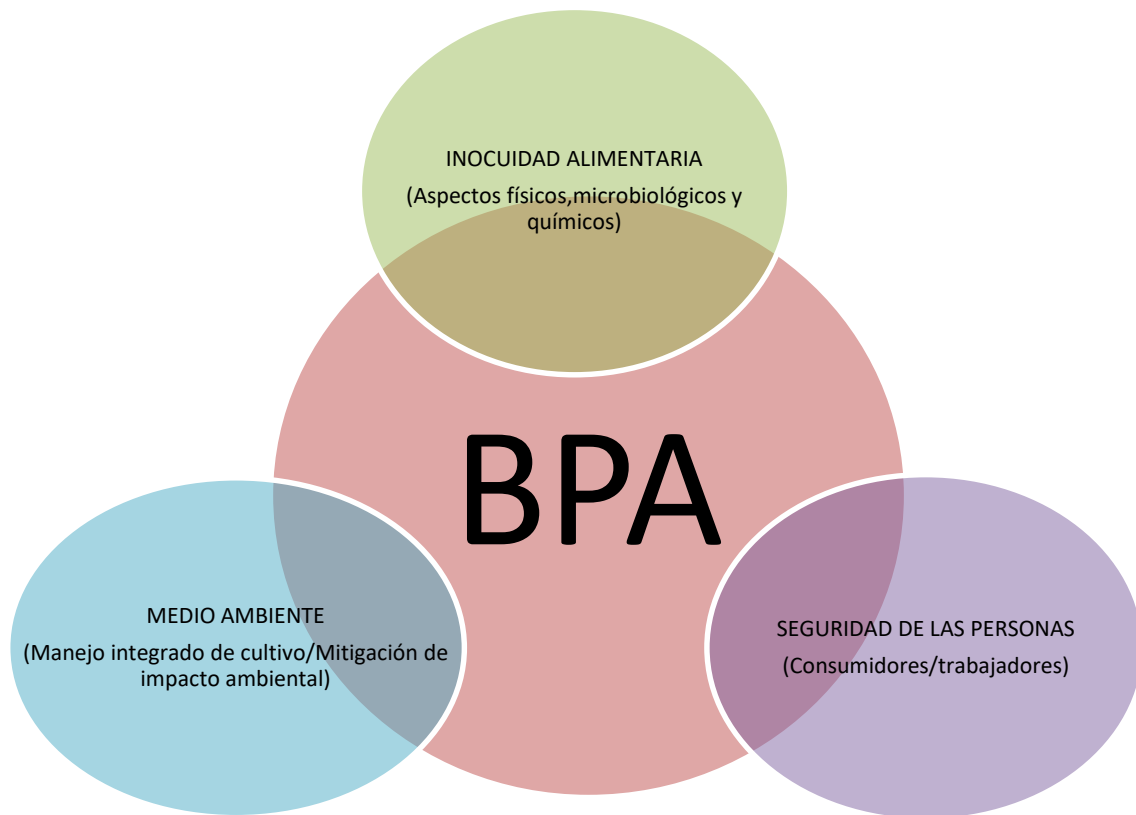 INOCUIDAD ALIMENTARIA
(Aspectos físicos,microbiológicos y
químicos)
BPA
MEDIO AMBIENTE
(Manejo integrado de cultivo/Mitigación de
impacto ambiental)
SEGURIDAD DE LAS PERSONAS
(Consumidores/trabajadores)